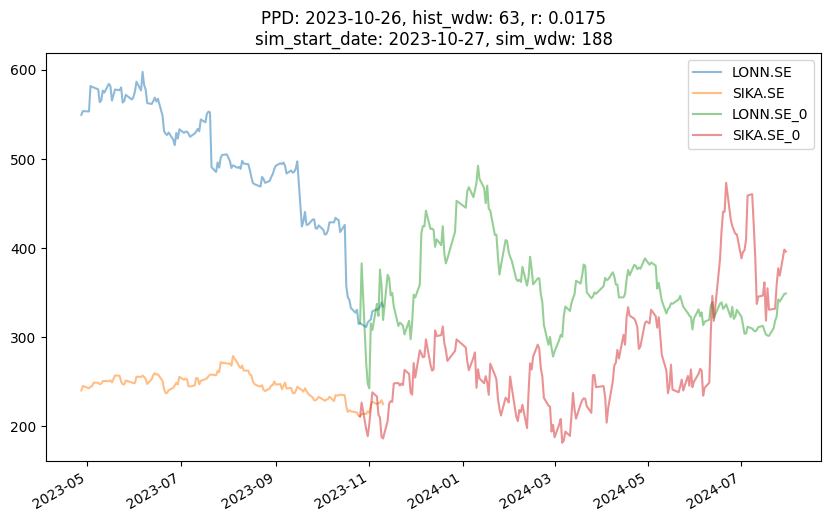 PPD: 2023-10-26, hist_wdw: 63, r: 0.0175
sim_start_date: 2023-10-27, sim_wdw: 188
LONN.SE
SIKA.SE
LONN.SE_0
SIKA.SE_0
600
500
400
300
200
2023-05
2023-07
2023-09
2023-11
2024-01
2024-03
2024-05
2024-07